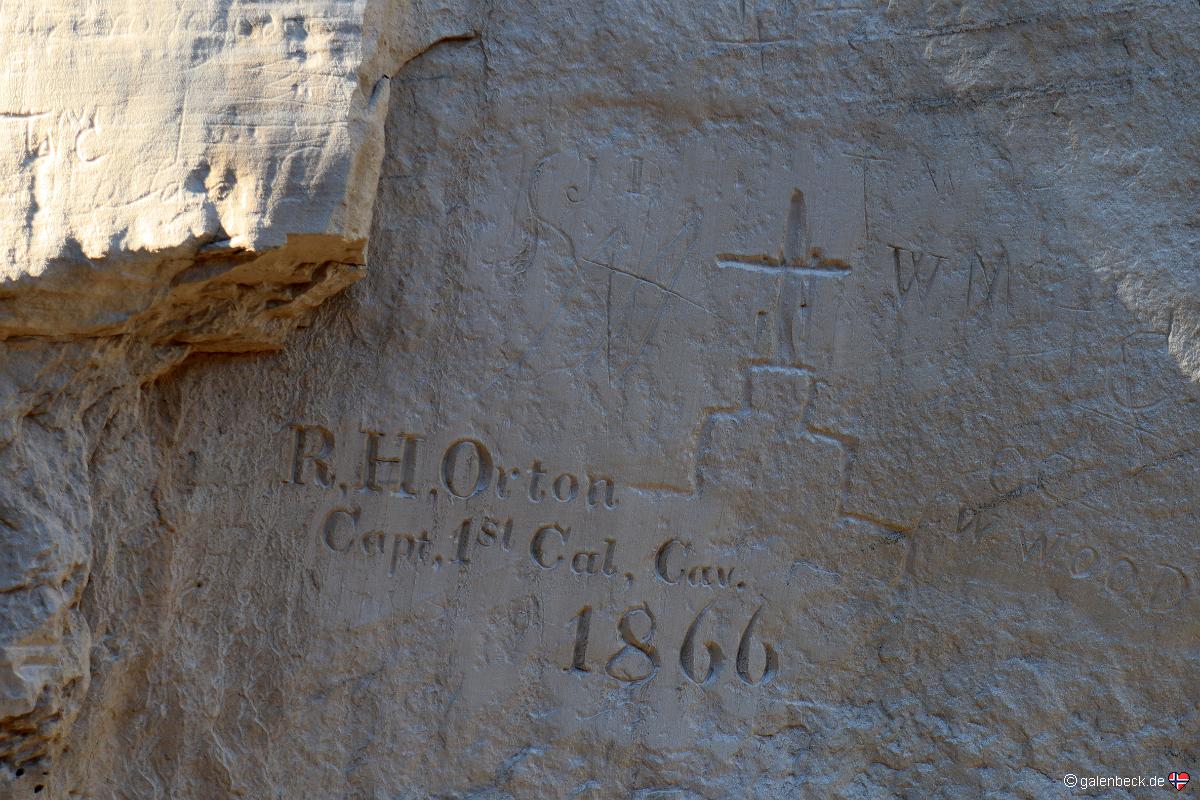 J D
W M
R.H.Orton
Capt. 1st Cal, Cav.
W WOOD
1866
© galenbeck.de